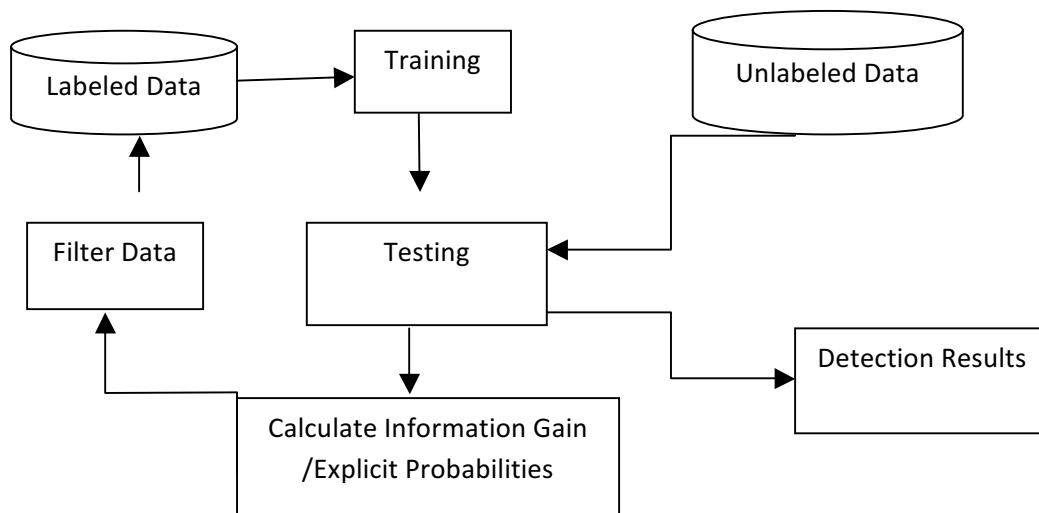 Labeled Data
Training
Unlabeled Data
Filter Data
Testing
Detection Results
Calculate Information Gain
/Explicit Probabilities